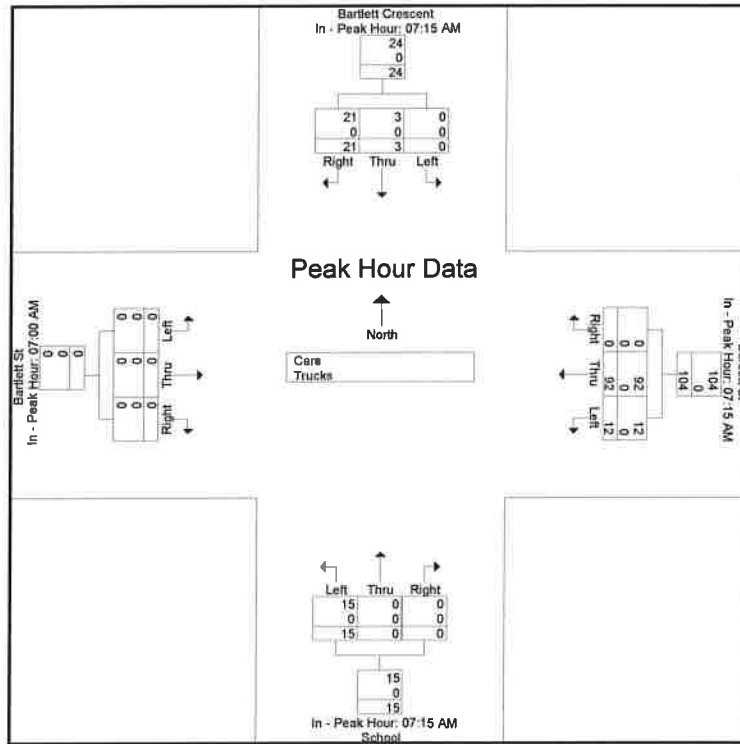 Bartlett Crescent
In - Peak Hour: 07:15 AM
24
0
24
21 3 0
0 0 0
21 3 0
Right Thru Left
Peak Hour Data
North
Cars
Trucks
Bartlett St
In - Peak Hour: 07:00 AM
0 0 0
0 0 0
0 0 0
0 0 0
Left
Thru
Right
In - Peak Hour: 07:15 AM
104
0
104
Right Thru Left
0 92 12
0 0 0
0 92 12
Left Thru Right
15 0 0
0 0 0
15 0 0
15
0
15
In - Peak Hour: 07:15 AM
School